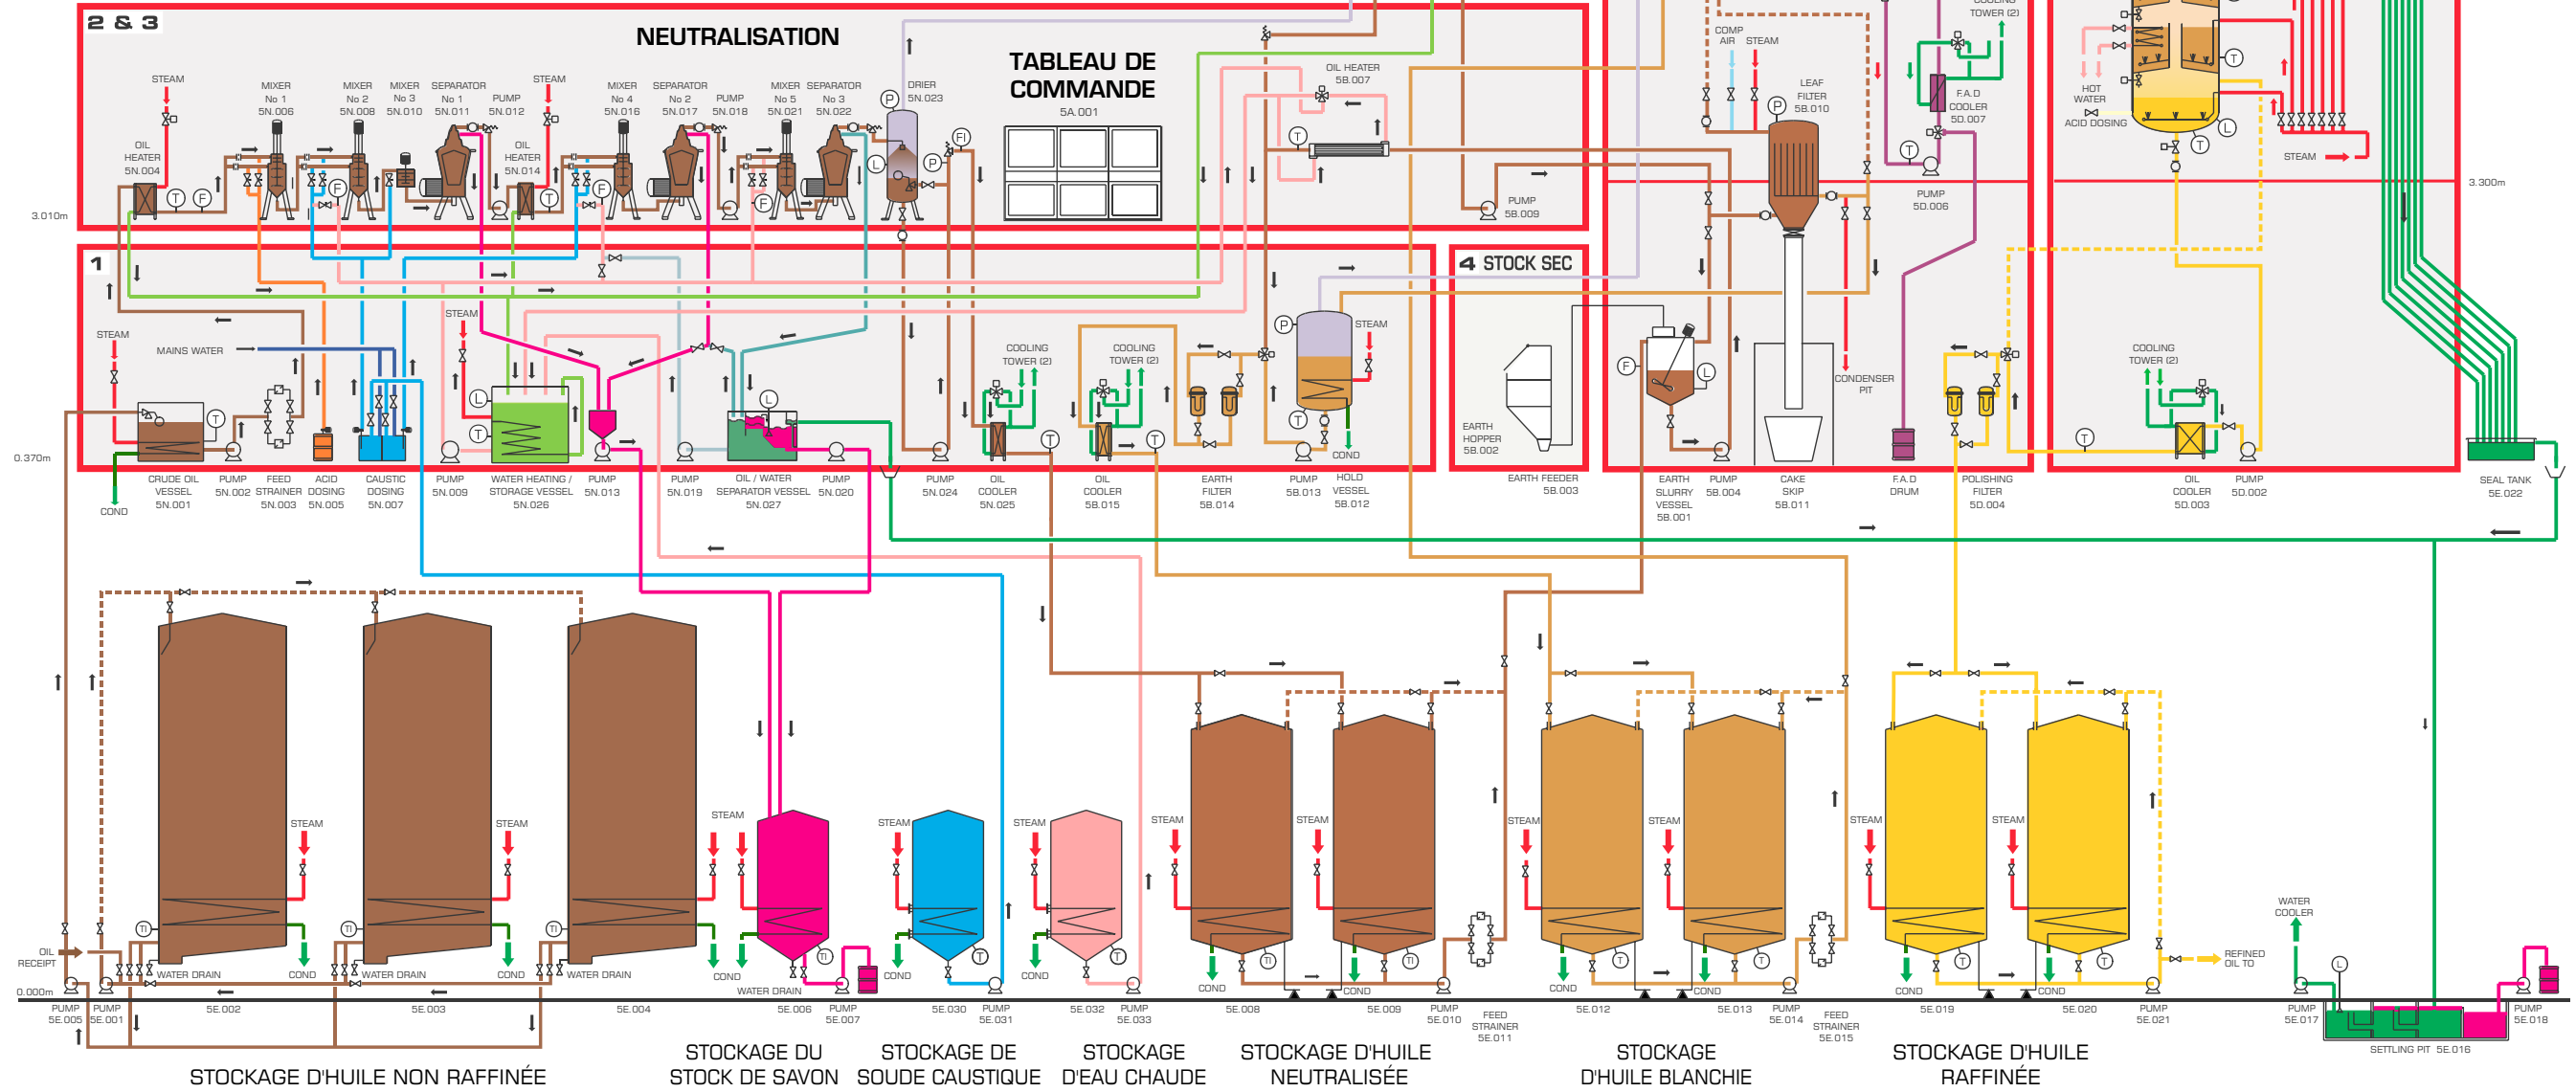 2 & 3
NEUTRALISATION
TABLEAU DE
COMMANDE
5A.001
STEAM
MIXER
No 1
5N.006
MIXER
No 2
5N.008
MIXER
No 3
5N.010
SEPARATOR
No 1
5N.011
PUMP
5N.012
STEAM
MIXER
No 4
5N.016
SEPARATOR
No 2
5N.017
PUMP
5N.018
MIXER
No 5
5N.021
SEPARATOR
No 3
5N.022
DRIER
5N.023
OIL
HEATER
5N.004
OIL
HEATER
5N.014
T
F
F
T
F
F
P
L
P
FI
3.010m
OIL HEATER
5B.007
T
PUMP
5B.009
COMP
AIR
STEAM
LEAF
FILTER
5B.010
P
COOLING
TOWER (2)
F.A.D
COOLER
5D.007
T
PUMP
5D.006
HOT
WATER
ACID DOSING
T
L
T
STEAM
3.300m
1
STEAM
MAINS WATER
STEAM
T
L
T
L
COOLING
TOWER (2)
COOLING
TOWER (2)
T
T
P
STEAM
T
COND
0.370m
COND
CRUDE OIL
VESSEL
5N.001
PUMP
5N.002
FEED
STRAINER
5N.003
ACID
DOSING
5N.005
CAUSTIC
DOSING
5N.007
PUMP
5N.009
WATER HEATING /
STORAGE VESSEL
5N.026
PUMP
5N.013
PUMP
5N.019
OIL / WATER
SEPARATOR VESSEL
5N.027
PUMP
5N.020
PUMP
5N.024
OIL
COOLER
5N.025
OIL
COOLER
5B.015
EARTH
FILTER
5B.014
PUMP
5B.013
HOLD
VESSEL
5B.012
4 STOCK SEC
EARTH
HOPPER
5B.002
EARTH FEEDER
5B.003
F
L
EARTH
SLURRY
VESSEL
5B.001
PUMP
5B.004
CAKE
SKIP
5B.011
CONDENSER
PIT
F.A.D
DRUM
POLISHING
FILTER
5D.004
T
COOLING
TOWER (2)
OIL
COOLER
5D.003
PUMP
5D.002
SEAL TANK
5E.022
OIL
RECEIPT
0.000m
TI
WATER DRAIN
STEAM
COND
TI
WATER DRAIN
STEAM
COND
TI
WATER DRAIN
STEAM
COND
TI
WATER DRAIN
STEAM
COND
T
STEAM
COND
T
STEAM
COND
TI
STEAM
COND
TI
STEAM
COND
T
STEAM
COND
T
STEAM
COND
T
STEAM
COND
T
REFINED
OIL TO
WATER
COOLER
L
PUMP
5E.005
PUMP
5E.001
5E.002
5E.003
5E.004
5E.006
PUMP
5E.007
5E.030
PUMP
5E.031
5E.032
PUMP
5E.033
5E.008
5E.009
PUMP
5E.010
FEED
STRAINER
5E.011
5E.012
5E.013
PUMP
5E.014
FEED
STRAINER
5E.015
5E.019
5E.020
PUMP
5E.021
PUMP
5E.017
PUMP
5E.018
SETTLING PIT 5E.016
STOCKAGE D'HUILE NON RAFFINÉE
STOCKAGE DU
STOCK DE SAVON
STOCKAGE DE
SOUDE CAUSTIQUE
STOCKAGE
D'EAU CHAUDE
STOCKAGE D'HUILE
NEUTRALISÉE
STOCKAGE
D'HUILE BLANCHIE
STOCKAGE D'HUILE
RAFFINÉE